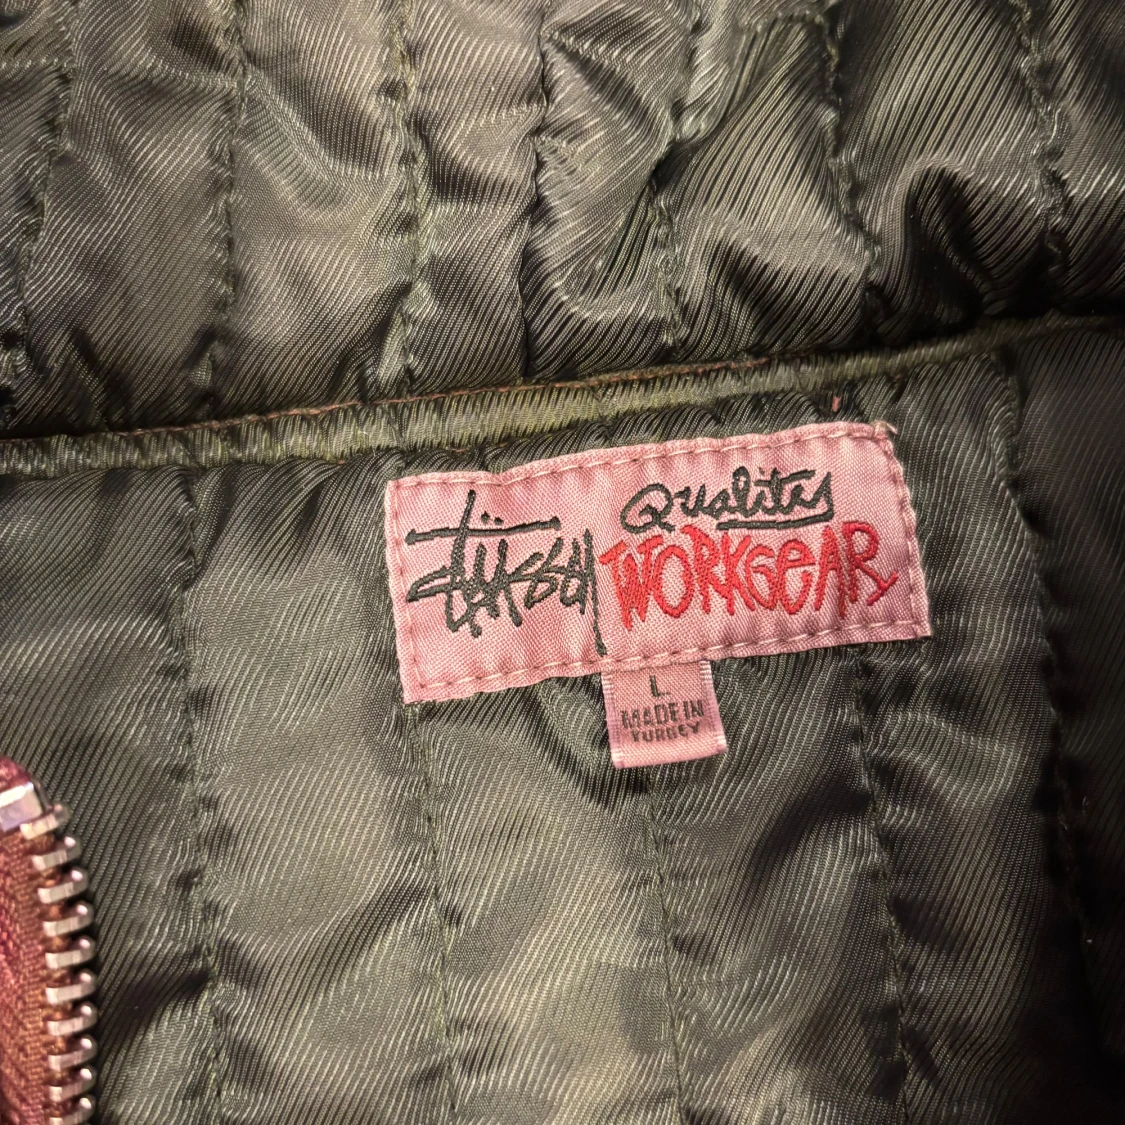 Stüssy
Quality's
WORKGEAR
L
MADE IN
TURKEY